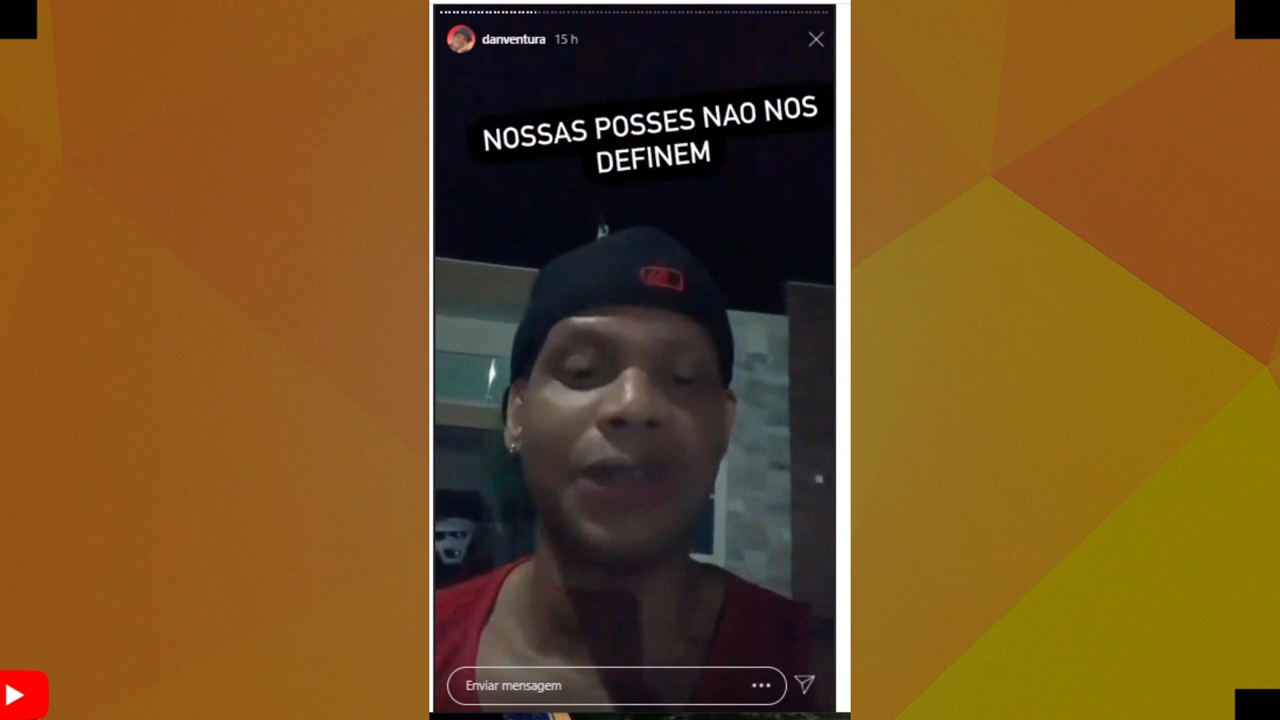 danventura 15 h
NOSSAS POSSES NAO NOS
DEFINEM
Enviar mensagem